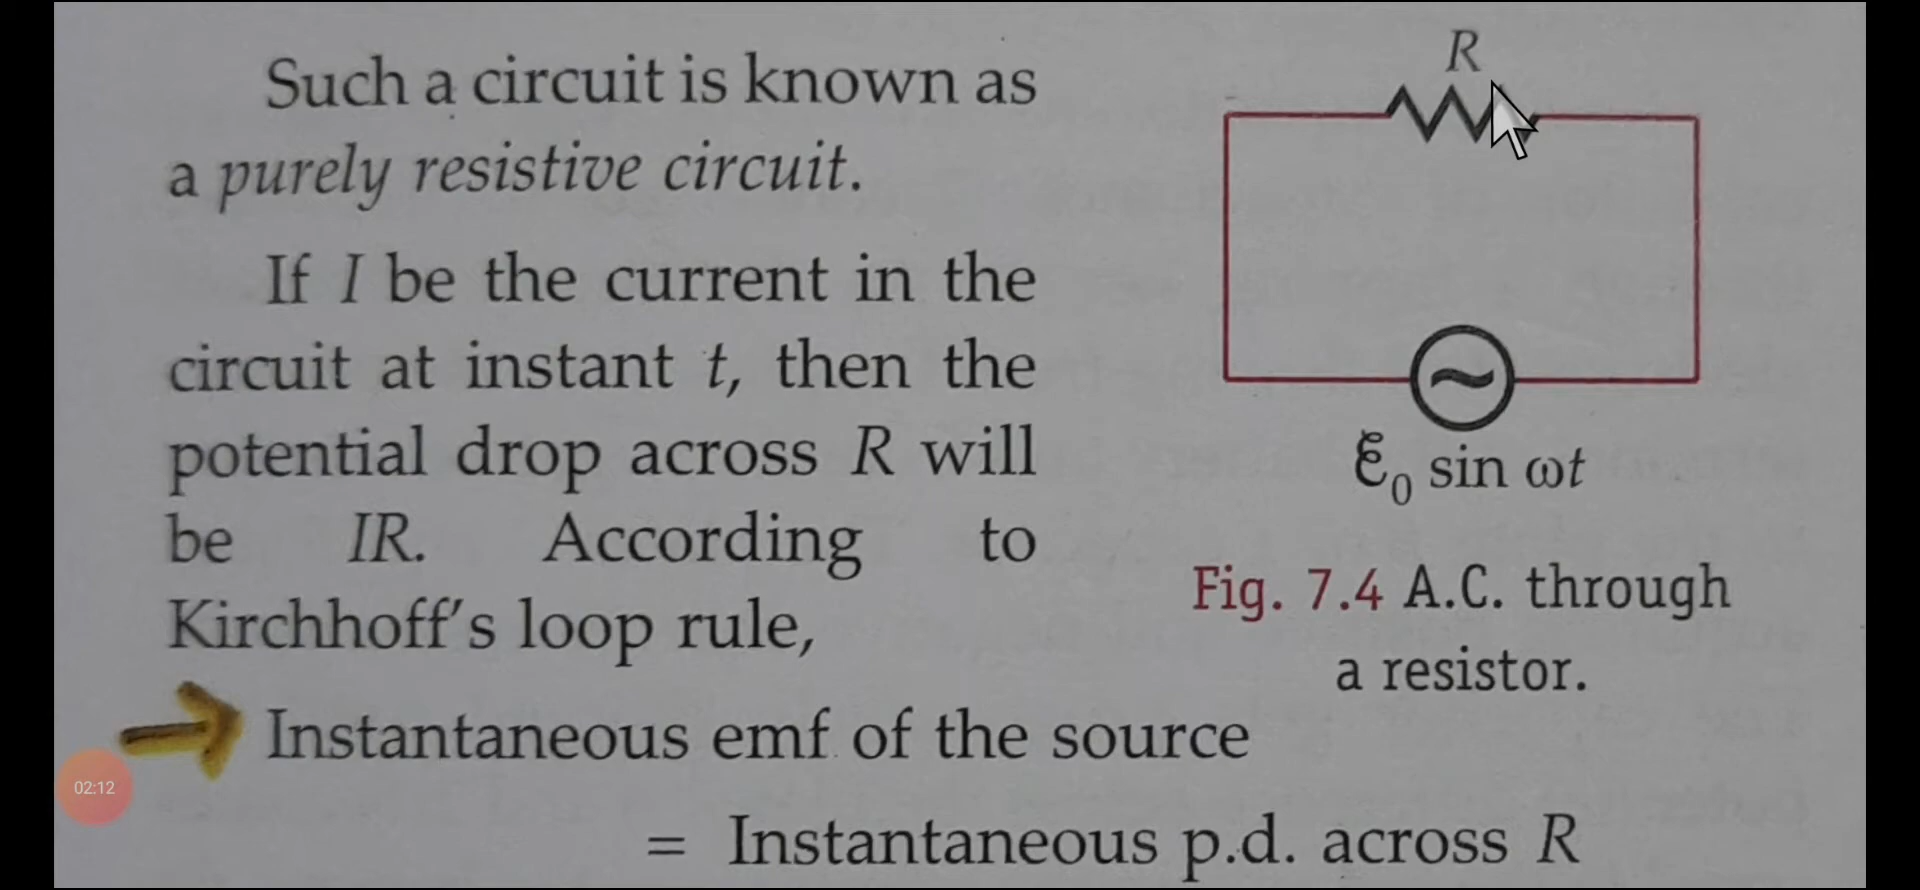 Such a circuit is known as
a purely resistive circuit.
If I be the current in the
circuit at instant t, then the
potential drop across R will
be IR. According to
Kirchhoff's loop rule,
Instantaneous emf of the source
= Instantaneous p.d. across R
R
ℰ₀ sin ωt
Fig. 7.4 A.C. through
a resistor.
02:12